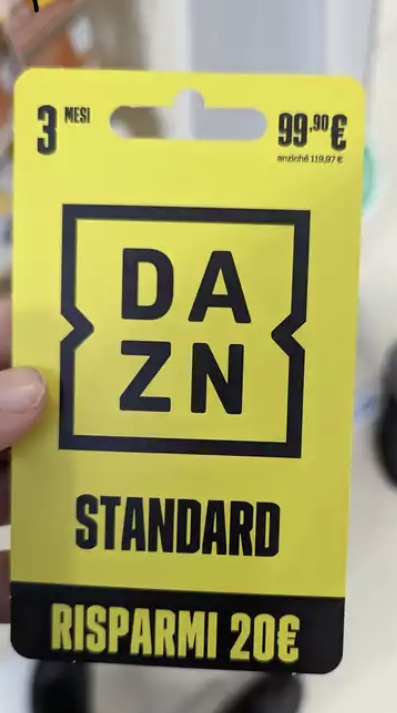 3 MESI
99,90€
anziché 119,97 €
DA
ZN
STANDARD
RISPARMI 20€